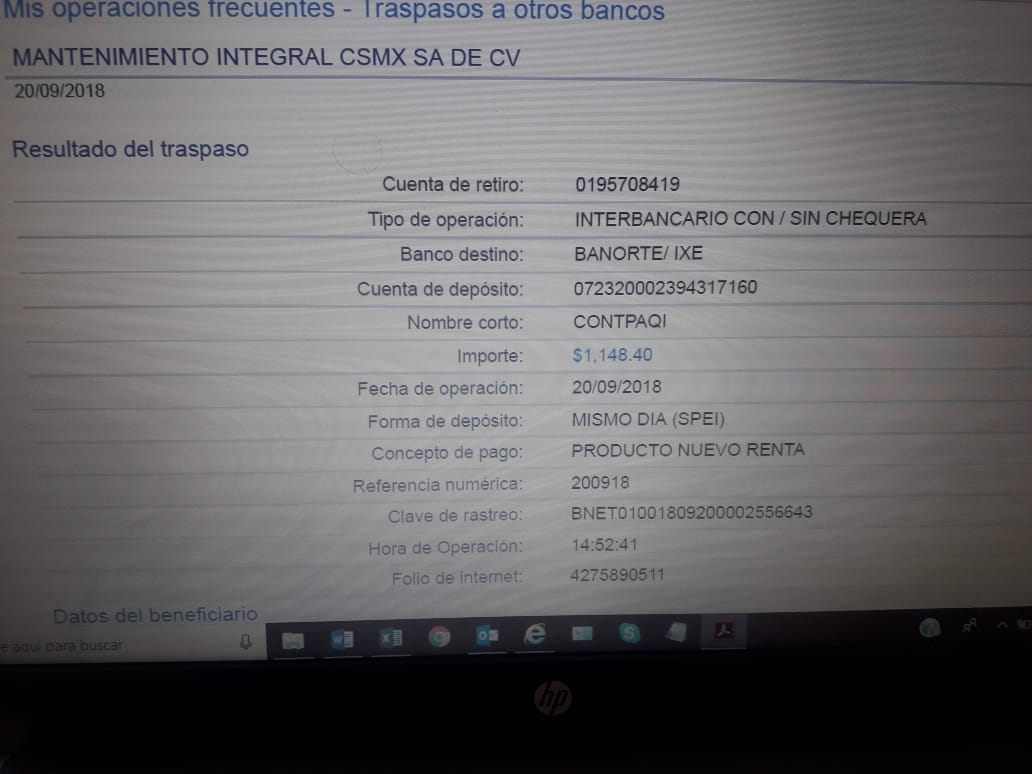 Mis operaciones frecuentes - Traspasos a otros bancos
MANTENIMIENTO INTEGRAL CSMX SA DE CV
20/09/2018
Resultado del traspaso
Cuenta de retiro: 0195708419
Tipo de operación: INTERBANCARIO CON / SIN CHEQUERA
Banco destino: BANORTE/ IXE
Cuenta de depósito: 072320002394317160
Nombre corto: CONTPAQI
Importe: $1,148.40
Fecha de operación: 20/09/2018
Forma de depósito: MISMO DIA (SPEI)
Concepto de pago: PRODUCTO NUEVO RENTA
Referencia numérica: 200918
Clave de rastreo: BNET01001809200002556643
Hora de Operación: 14:52:41
Folio de internet: 4275890511
Datos del beneficiario
e aquí para buscar
hp